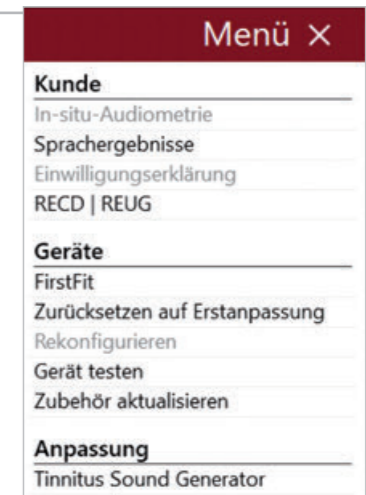 Menü ×
Kunde
In-situ-Audiometrie
Sprachergebnisse
Einwilligungserklärung
RECD | REUG
Geräte
FirstFit
Zurücksetzen auf Erstanpassung
Rekonfigurieren
Gerät testen
Zubehör aktualisieren
Anpassung
Tinnitus Sound Generator